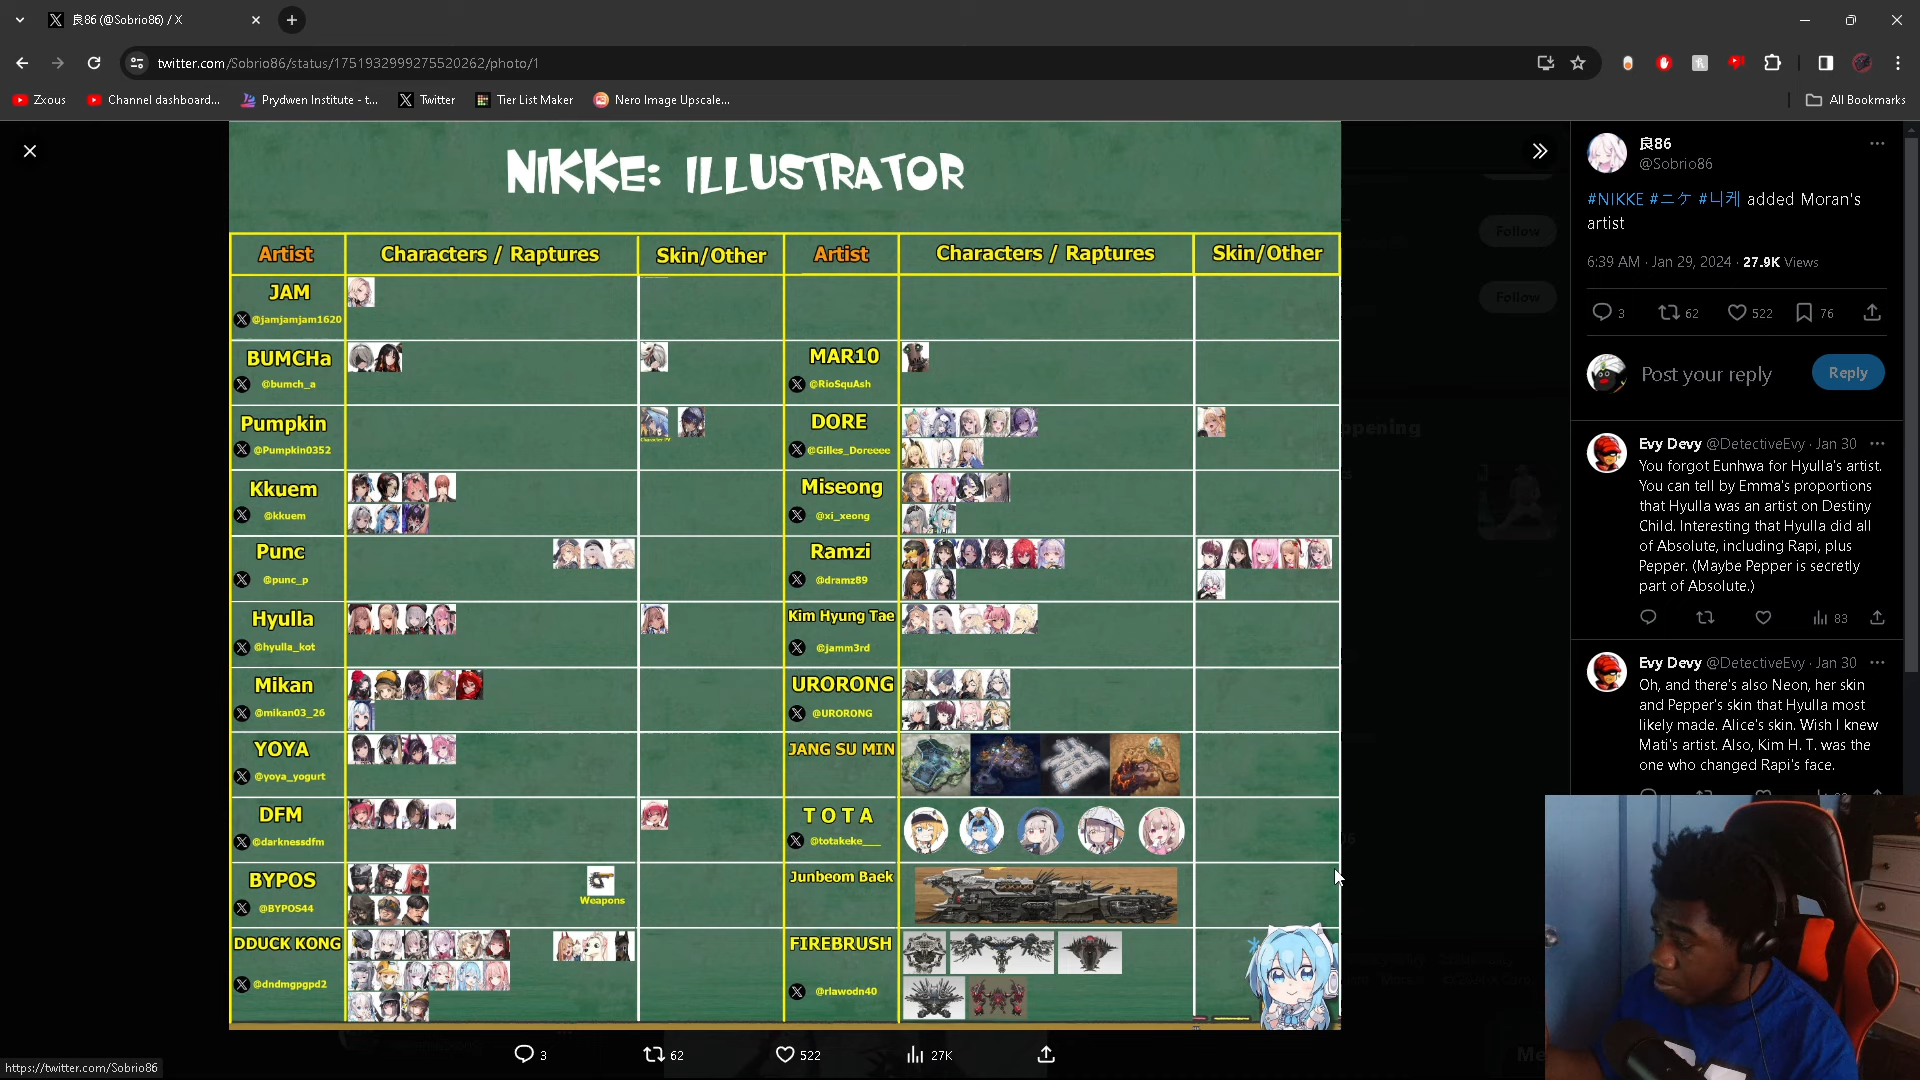 良86 (@Sobrio86) / X
twitter.com/Sobrio86/status/1751932999275520262/photo/1
Zxous
Channel dashboard...
Prydwen Institute - t...
Twitter
Tier List Maker
Nero Image Upscale...
All Bookmarks
NIKKE: ILLUSTRATOR
Artist Characters / Raptures Skin/Other Artist Characters / Raptures Skin/Other
JAM
@jamjamjam1620
BUMCHa
@bumch_a
MAR10
@RioSquAsh
Pumpkin
@Pumpkin0352
Character PV
DORE
@Gilles_Doreeee
Kkuem
@kkuem
Miseong
@xi_xeong
Punc
@punc_p
Ramzi
@dramz89
Hyulla
@hyulla_kot
Kim Hyung Tae
@jamm3rd
Mikan
@mikan03_26
URORONG
@URORONG
YOYA
@yoya_yogurt
JANG SU MIN
DFM
@darknessdfm
T O T A
@totakeke___
BYPOS
@BYPOS44
Weapons
Junbeom Baek
DDUCK KONG
@dndmgpgpd2
FIREBRUSH
@rlawodn40
3
62
522
27K
https://twitter.com/Sobrio86
Follow
Follow
良86
@Sobrio86
#NIKKE #ニケ #니케 added Moran's
artist
6:39 AM · Jan 29, 2024 · 27.9K Views
3
62
522
76
Post your reply
Reply
Evy Devy @DetectiveEvy · Jan 30
You forgot Eunhwa for Hyulla's artist.
You can tell by Emma's proportions
that Hyulla was an artist on Destiny
Child. Interesting that Hyulla did all
of Absolute, including Rapi, plus
Pepper. (Maybe Pepper is secretly
part of Absolute.)
83
Evy Devy @DetectiveEvy · Jan 30
Oh, and there's also Neon, her skin
and Pepper's skin that Hyulla most
likely made. Alice's skin. Wish I knew
Mati's artist. Also, Kim H. T. was the
one who changed Rapi's face.